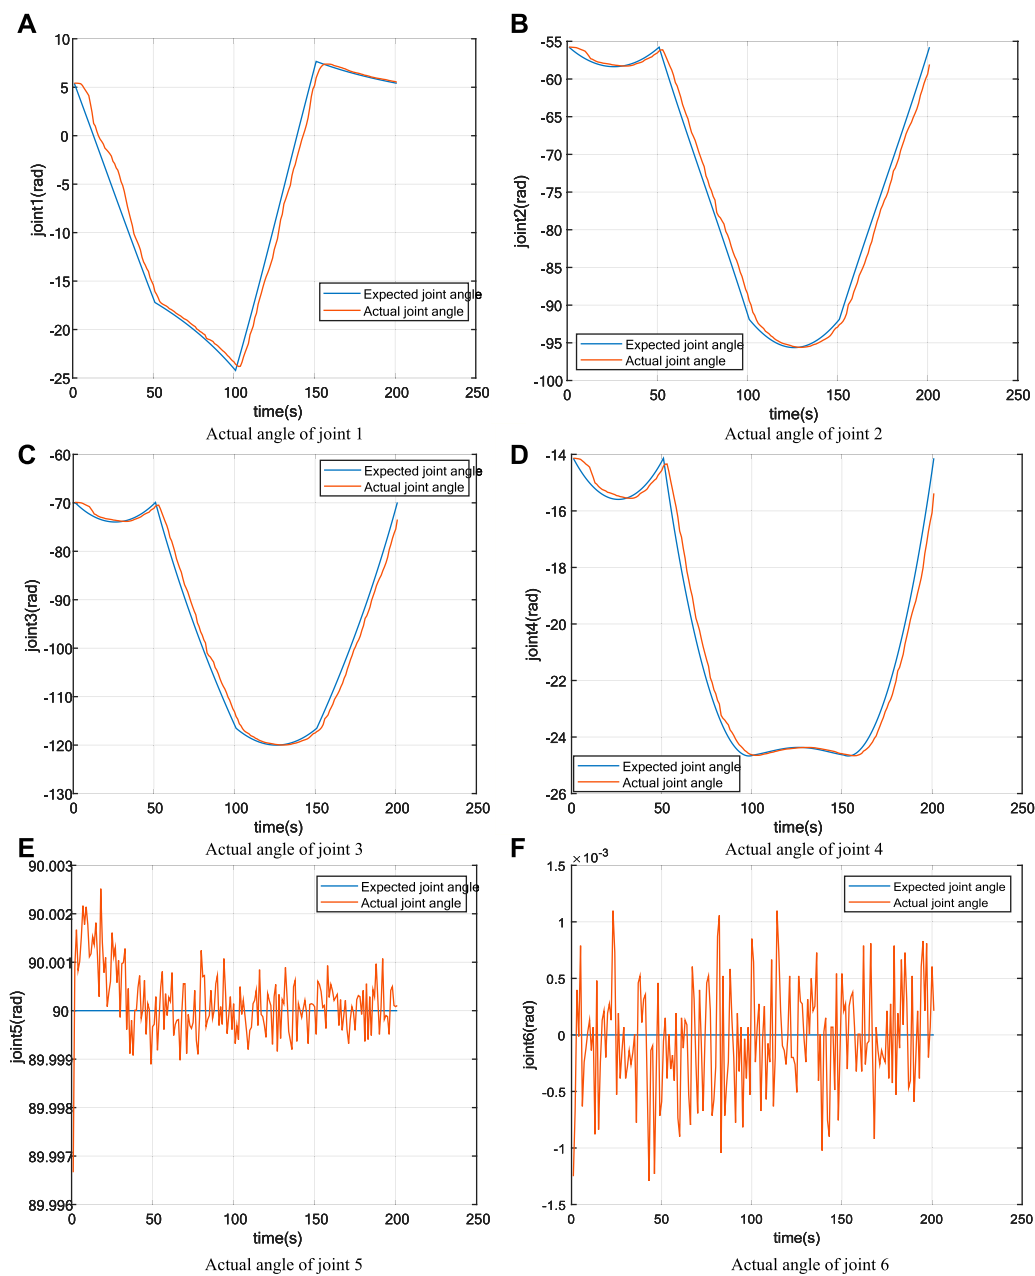 A
10
5
0
-5
-10
-15
-20
-25
joint1(rad)
0 50 100 150 200 250
time(s)
Expected joint angle
Actual joint angle
Actual angle of joint 1
B
-55
-60
-65
-70
-75
-80
-85
-90
-95
-100
joint2(rad)
0 50 100 150 200 250
time(s)
Expected joint angle
Actual joint angle
Actual angle of joint 2
C
-60
-70
-80
-90
-100
-110
-120
-130
joint3(rad)
0 50 100 150 200 250
time(s)
Expected joint angle
Actual joint angle
Actual angle of joint 3
D
-14
-16
-18
-20
-22
-24
-26
joint4(rad)
0 50 100 150 200 250
time(s)
Expected joint angle
Actual joint angle
Actual angle of joint 4
E
90.003
90.002
90.001
90
89.999
89.998
89.997
89.996
joint5(rad)
0 50 100 150 200 250
time(s)
Expected joint angle
Actual joint angle
Actual angle of joint 5
F
×10⁻³
1.5
1
0.5
0
-0.5
-1
-1.5
joint6(rad)
0 50 100 150 200 250
time(s)
Expected joint angle
Actual joint angle
Actual angle of joint 6